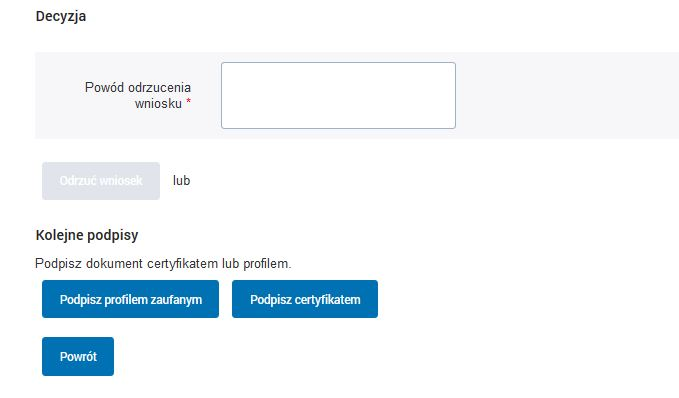 Decyzja
Powód odrzucenia
wniosku *
Odrzuć wniosek lub
Kolejne podpisy
Podpisz dokument certyfikatem lub profilem.
Podpisz profilem zaufanym Podpisz certyfikatem
Powrót